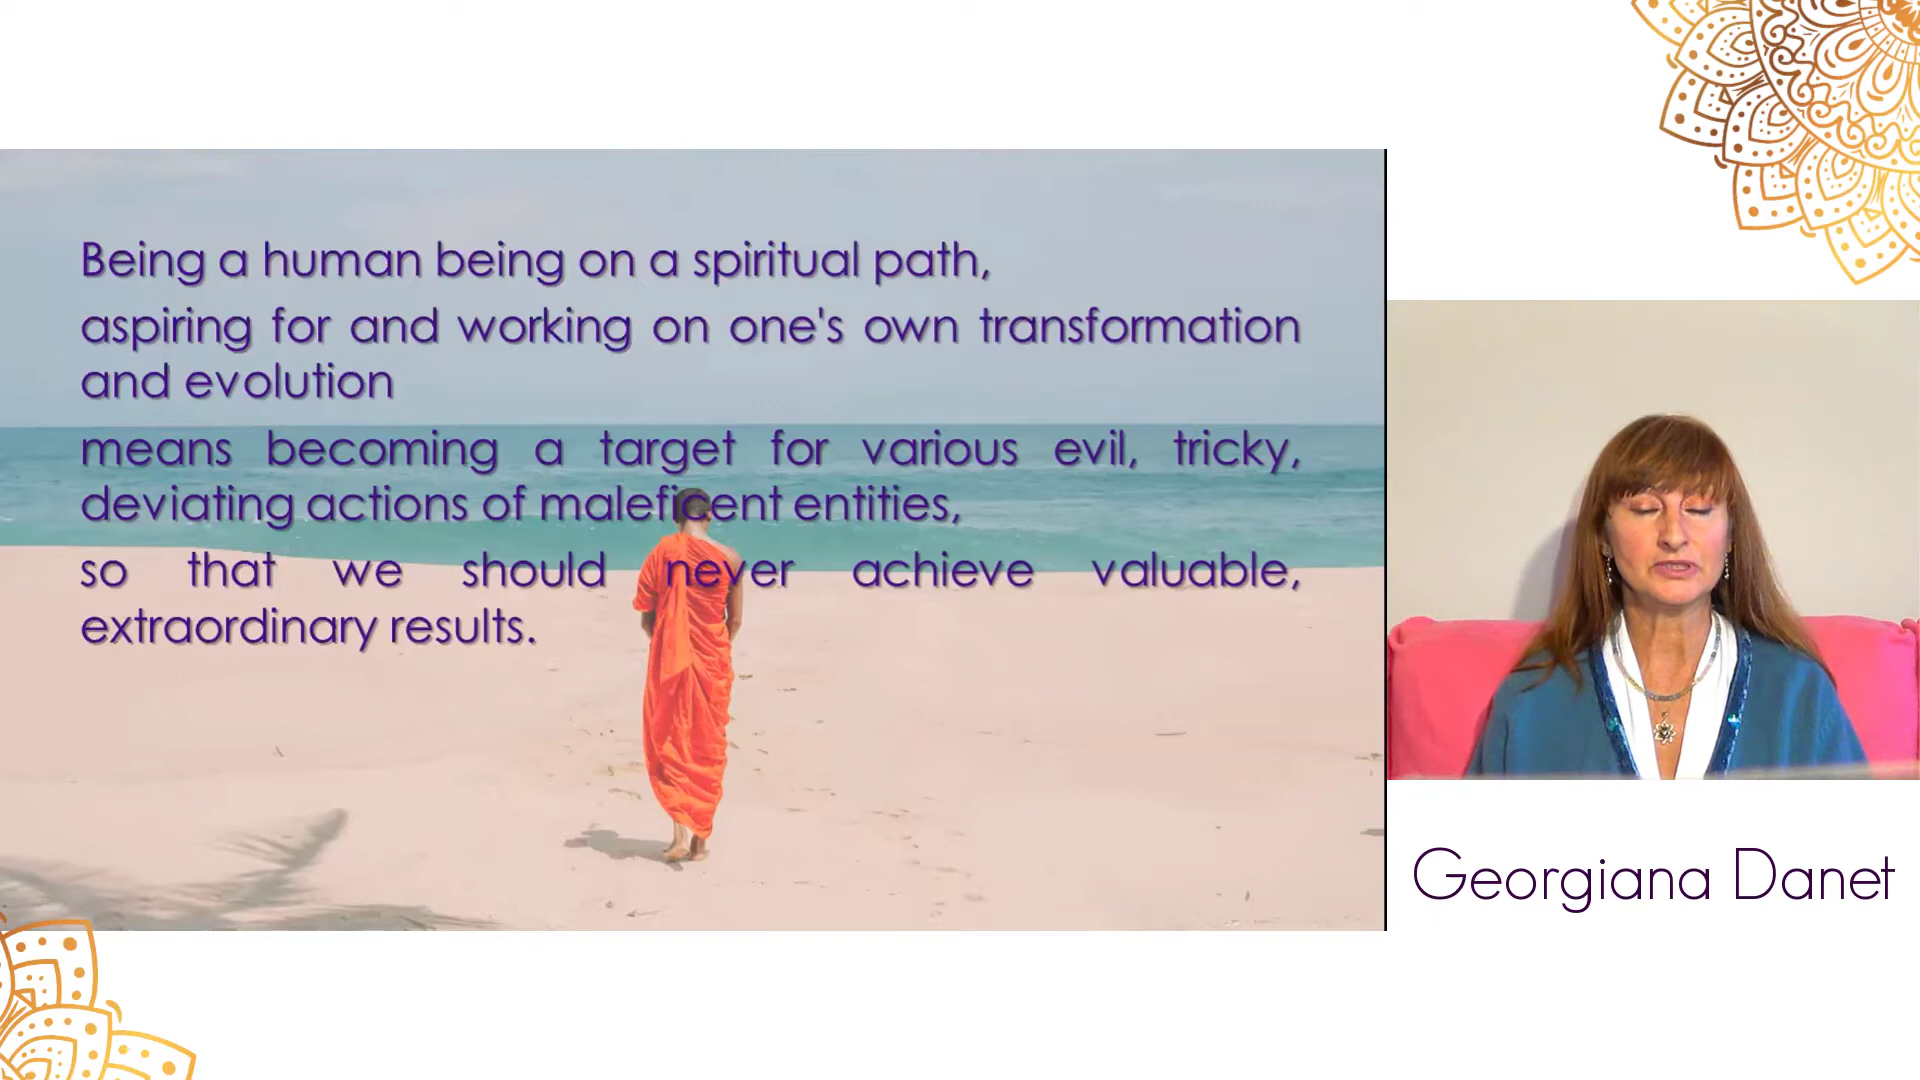 Being a human being on a spiritual path,
aspiring for and working on one's own transformation
and evolution
means becoming a target for various evil, tricky,
deviating actions of maleficent entities,
so that we should never achieve valuable,
extraordinary results.
Georgiana Danet